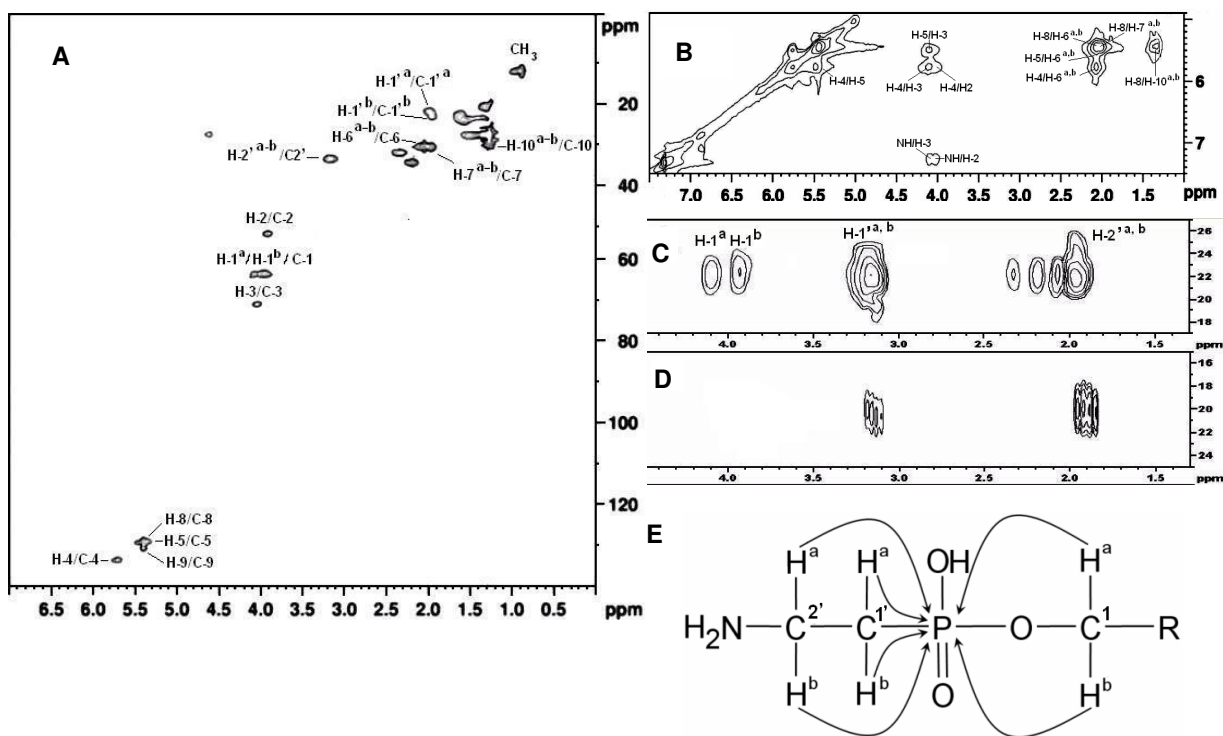 A
CH₃
H-1'ᵃ/C-1'ᵃ
H-1'ᵇ/C-1'ᵇ
H-6ᵃ⁻ᵇ/C-6
H-10ᵃ⁻ᵇ/C-10
H-2'ᵃ⁻ᵇ/C2'
H-7ᵃ⁻ᵇ/C-7
H-2/C-2
H-1ᵃ/H-1ᵇ/C-1
H-3/C-3
H-8/C-8
H-4/C-4
H-5/C-5
H-9/C-9
ppm
20
40
60
80
100
120
6.5 6.0 5.5 5.0 4.5 4.0 3.5 3.0 2.5 2.0 1.5 1.0 0.5 ppm
B
H-5/H-3
H-8/H-6ᵃ,ᵇ
H-8/H-7ᵃ,ᵇ
H-5/H-6ᵃ,ᵇ
H-4/H-5
H-4/H-3
H-4/H2
H-4/H-6ᵃ,ᵇ
H-8/H-10ᵃ,ᵇ
NH/H-3
NH/H-2
ppm
6
7
7.0 6.5 6.0 5.5 5.0 4.5 4.0 3.5 3.0 2.5 2.0 1.5 ppm
C
H-1ᵃ H-1ᵇ
H-1'ᵃ,ᵇ
H-2'ᵃ,ᵇ
26
24
22
20
18
4.0 3.5 3.0 2.5 2.0 1.5 ppm
ppm
D
16
18
20
22
24
4.0 3.5 3.0 2.5 2.0 1.5 ppm
ppm
E
Hᵃ Hᵃ OH Hᵃ
H₂N C²' C¹' P O C¹ R
Hᵇ Hᵇ O Hᵇ